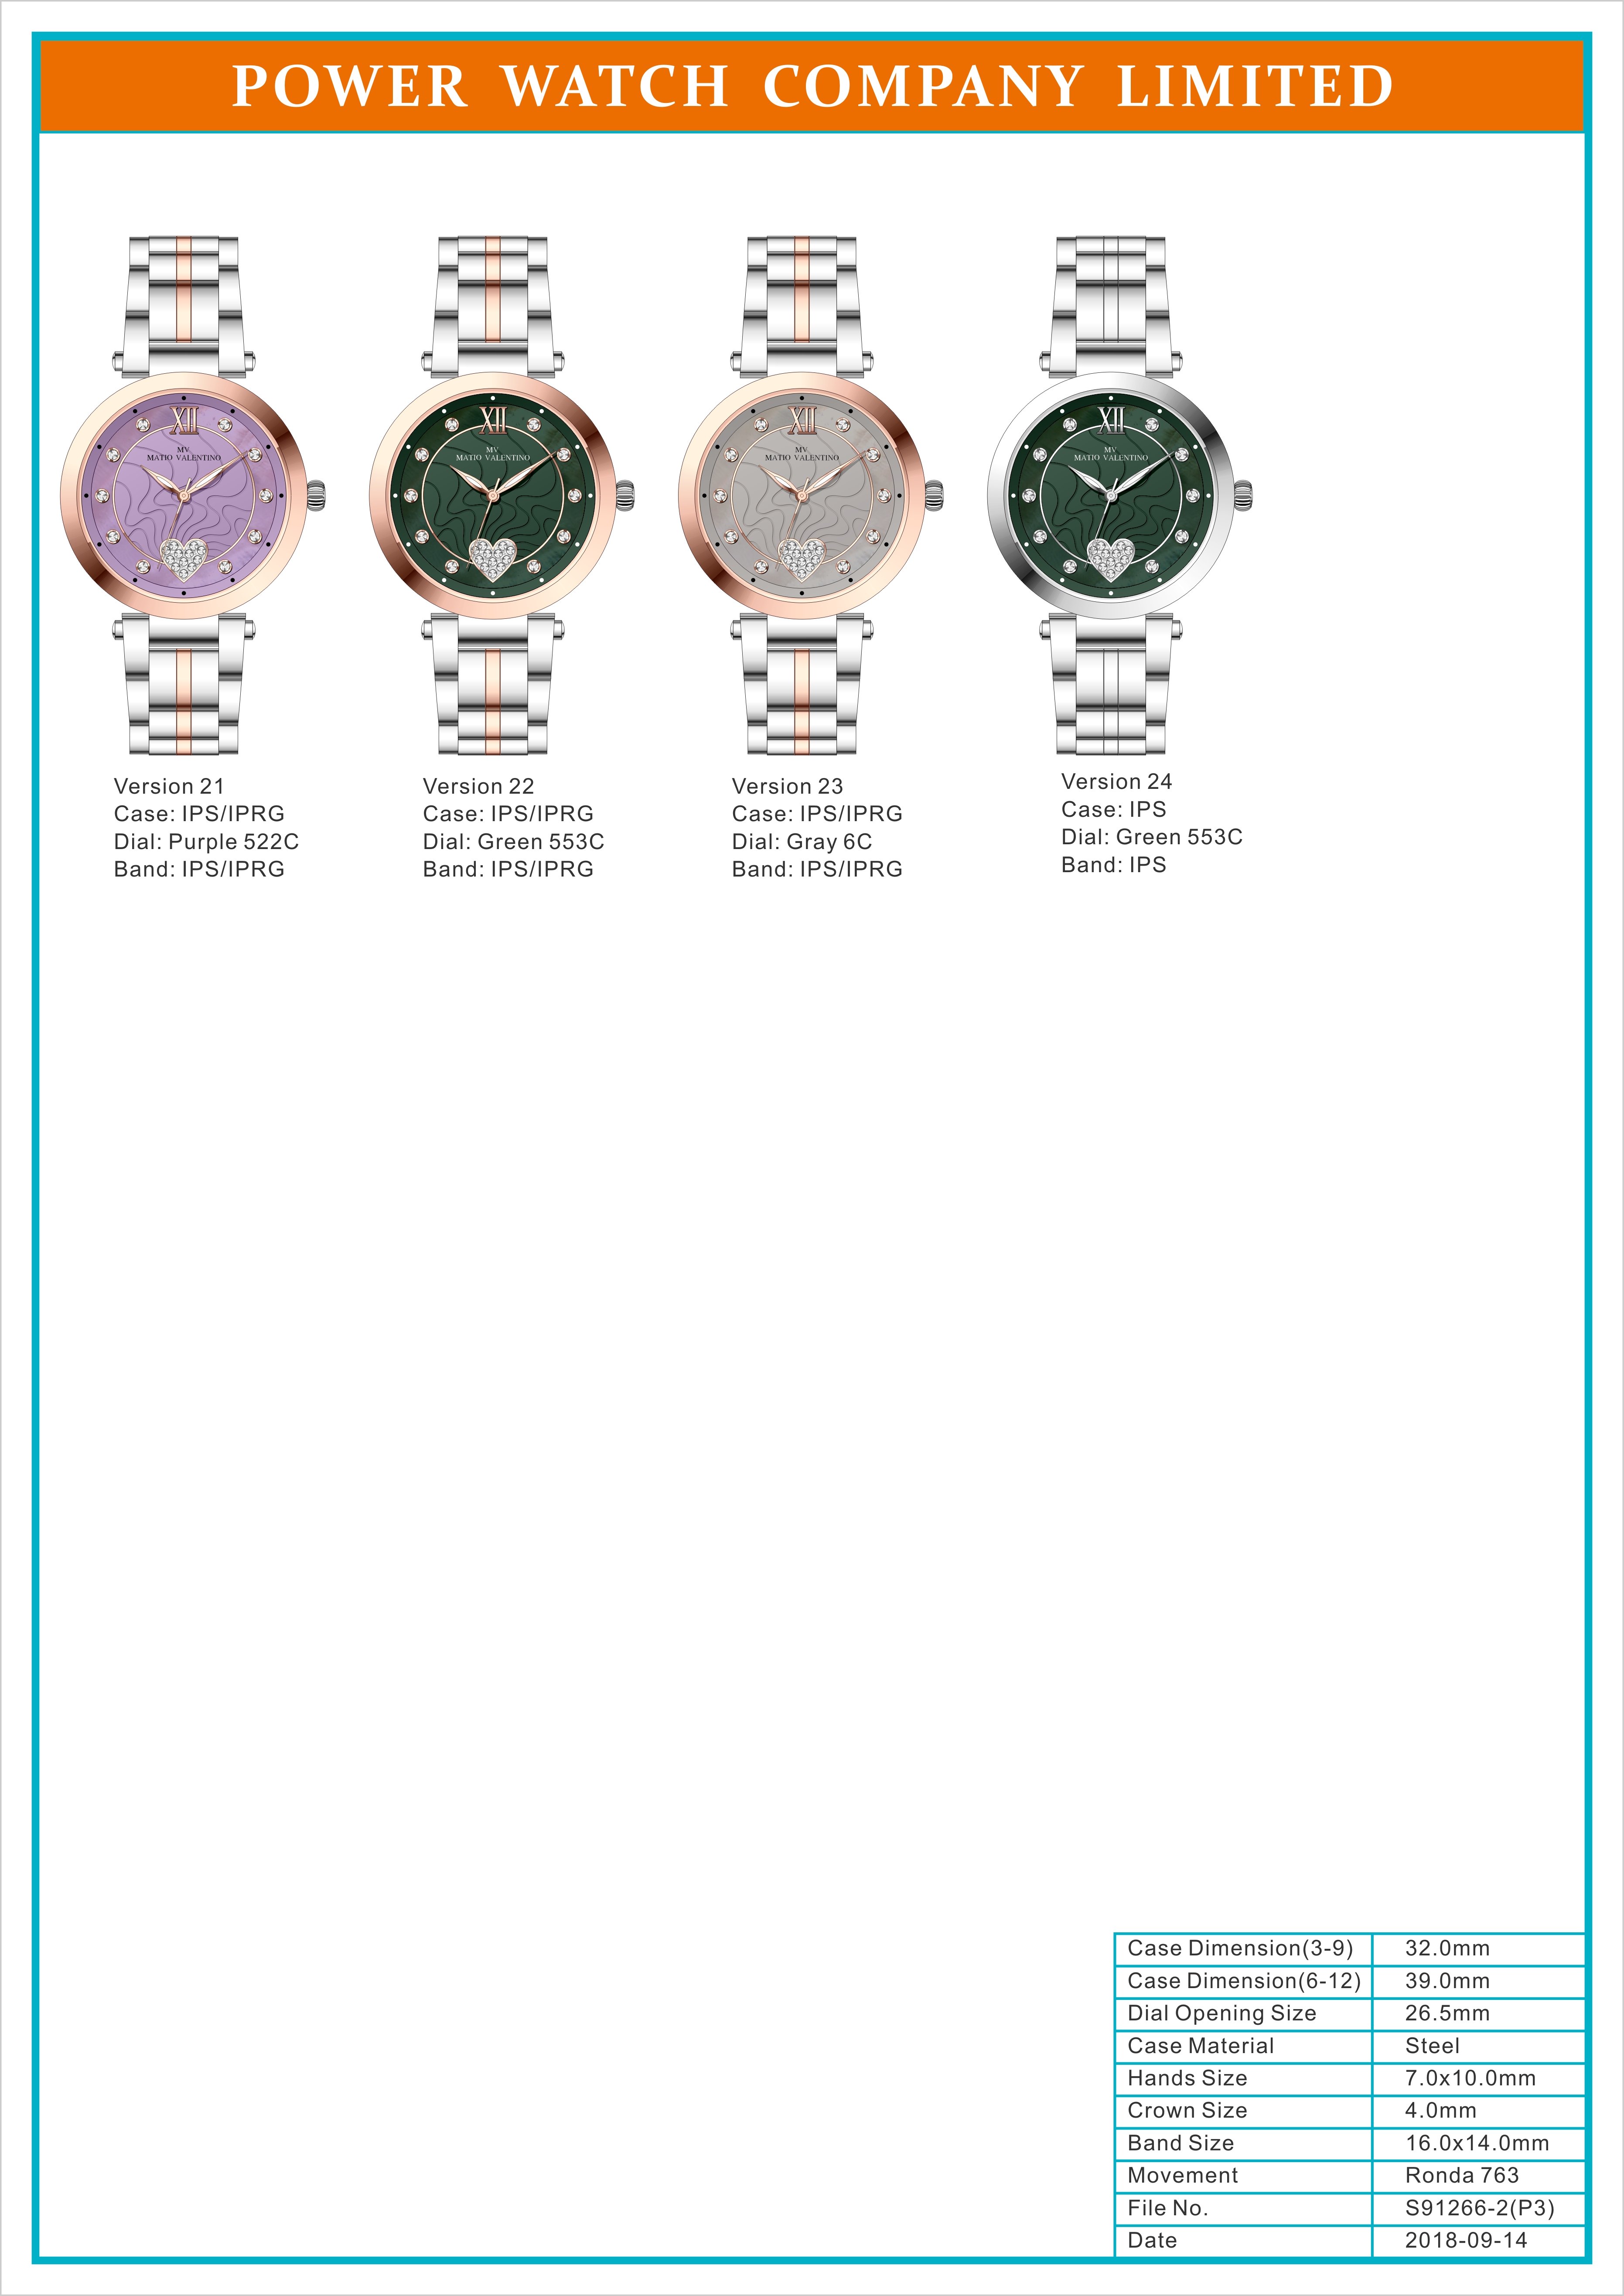 POWER WATCH COMPANY LIMITED
XII
MV
MATIO VALENTINO
XII
MV
MATIO VALENTINO
XII
MV
MATIO VALENTINO
XII
MV
MATIO VALENTINO
Version 21
Case: IPS/IPRG
Dial: Purple 522C
Band: IPS/IPRG
Version 22
Case: IPS/IPRG
Dial: Green 553C
Band: IPS/IPRG
Version 23
Case: IPS/IPRG
Dial: Gray 6C
Band: IPS/IPRG
Version 24
Case: IPS
Dial: Green 553C
Band: IPS
Case Dimension(3-9) 32.0mm
Case Dimension(6-12) 39.0mm
Dial Opening Size 26.5mm
Case Material Steel
Hands Size 7.0x10.0mm
Crown Size 4.0mm
Band Size 16.0x14.0mm
Movement Ronda 763
File No. S91266-2(P3)
Date 2018-09-14